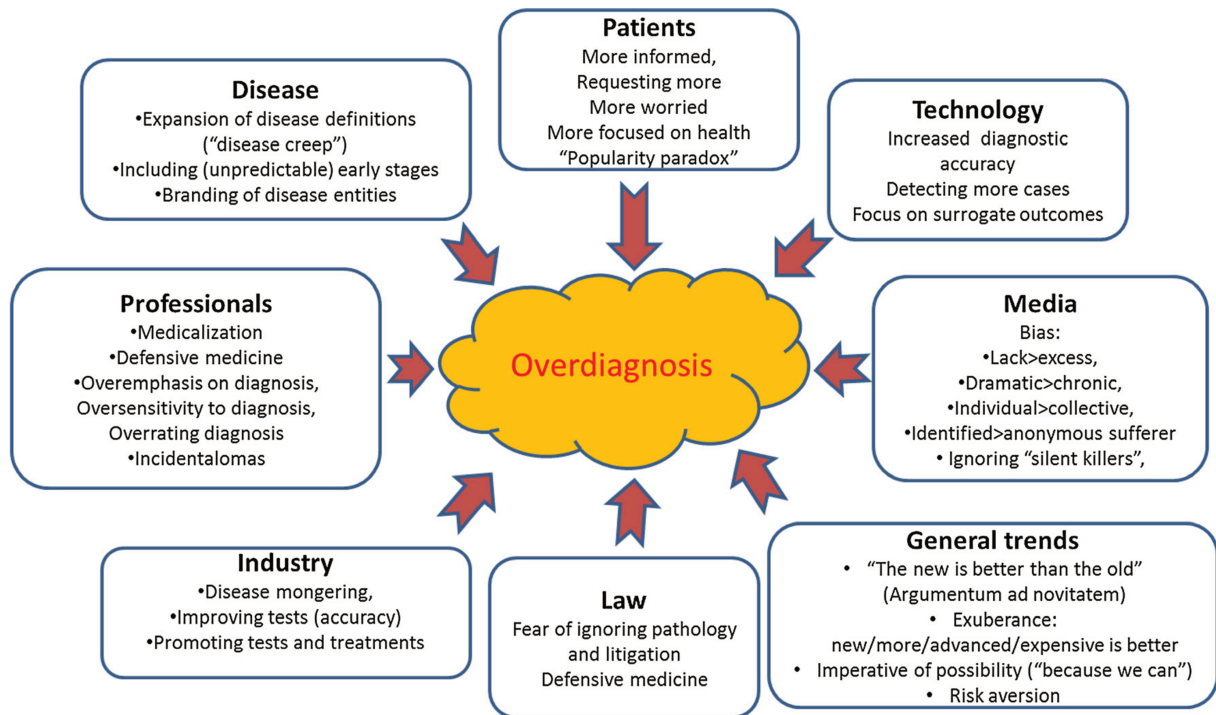 Patients
More informed,
Requesting more
More worried
More focused on health
“Popularity paradox”
Disease
•Expansion of disease definitions
(“disease creep”)
•Including (unpredictable) early stages
•Branding of disease entities
Technology
Increased diagnostic
accuracy
Detecting more cases
Focus on surrogate outcomes
Professionals
•Medicalization
•Defensive medicine
•Overemphasis on diagnosis,
Oversensitivity to diagnosis,
Overrating diagnosis
•Incidentalomas
Overdiagnosis
Media
Bias:
•Lack>excess,
•Dramatic>chronic,
•Individual>collective,
•Identified>anonymous sufferer
• Ignoring “silent killers”,
Industry
•Disease mongering,
•Improving tests (accuracy)
•Promoting tests and treatments
Law
Fear of ignoring pathology
and litigation
Defensive medicine
General trends
• “The new is better than the old”
(Argumentum ad novitatem)
• Exuberance:
new/more/advanced/expensive is better
• Imperative of possibility (“because we can”)
• Risk aversion